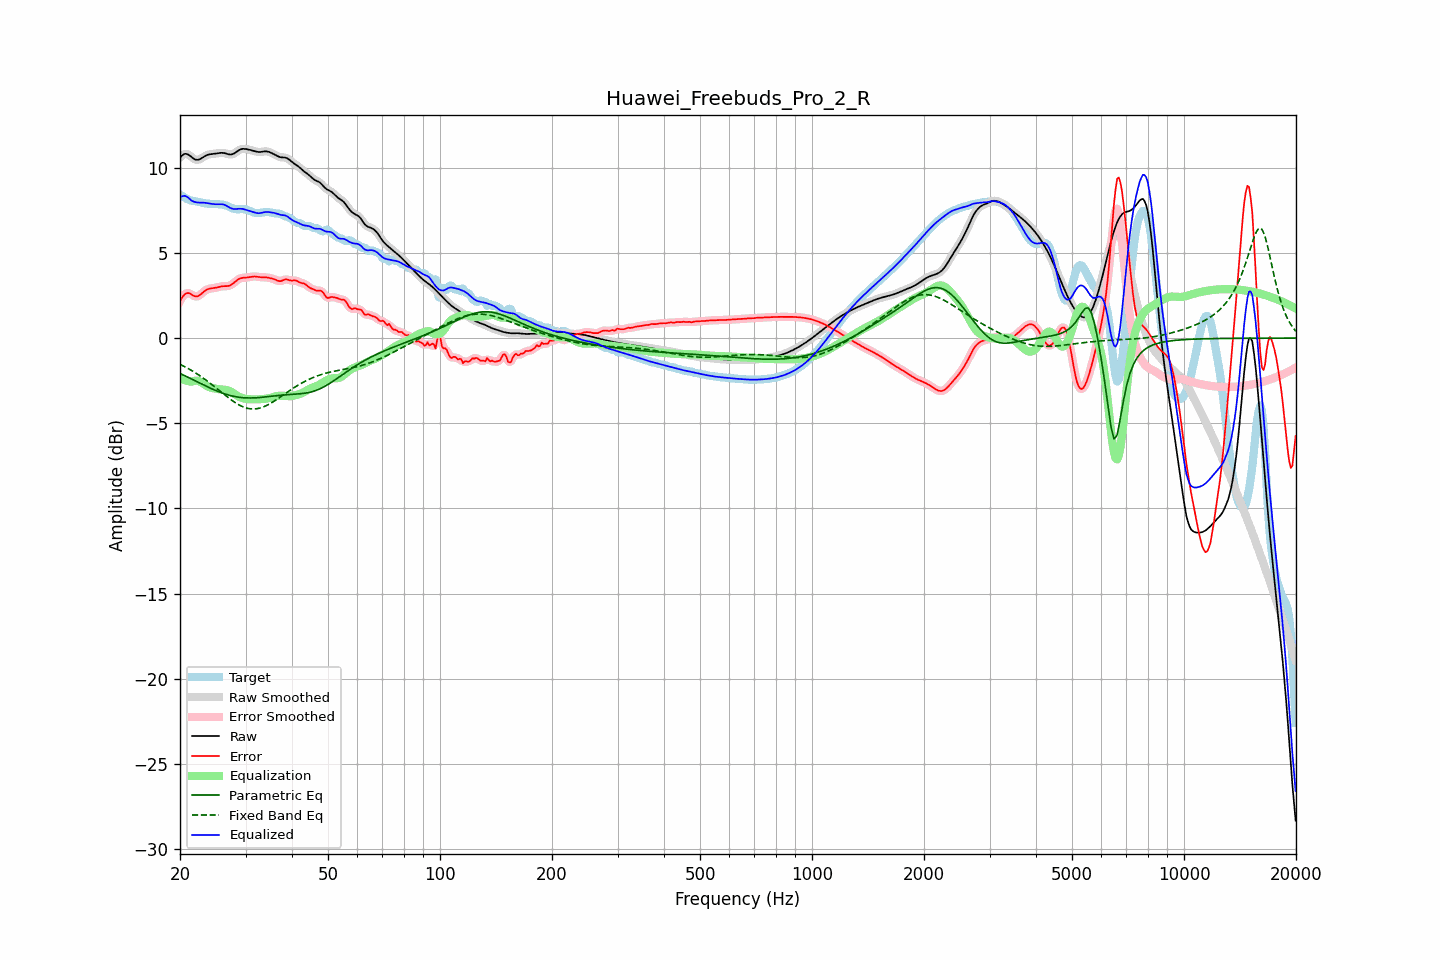 Huawei_Freebuds_Pro_2_R
Amplitude (dBr)
10
5
0
−5
−10
−15
−20
−25
−30
Target
Raw Smoothed
Error Smoothed
Raw
Error
Equalization
Parametric Eq
Fixed Band Eq
Equalized
20 50 100 200 500 1000 2000 5000 10000 20000
Frequency (Hz)